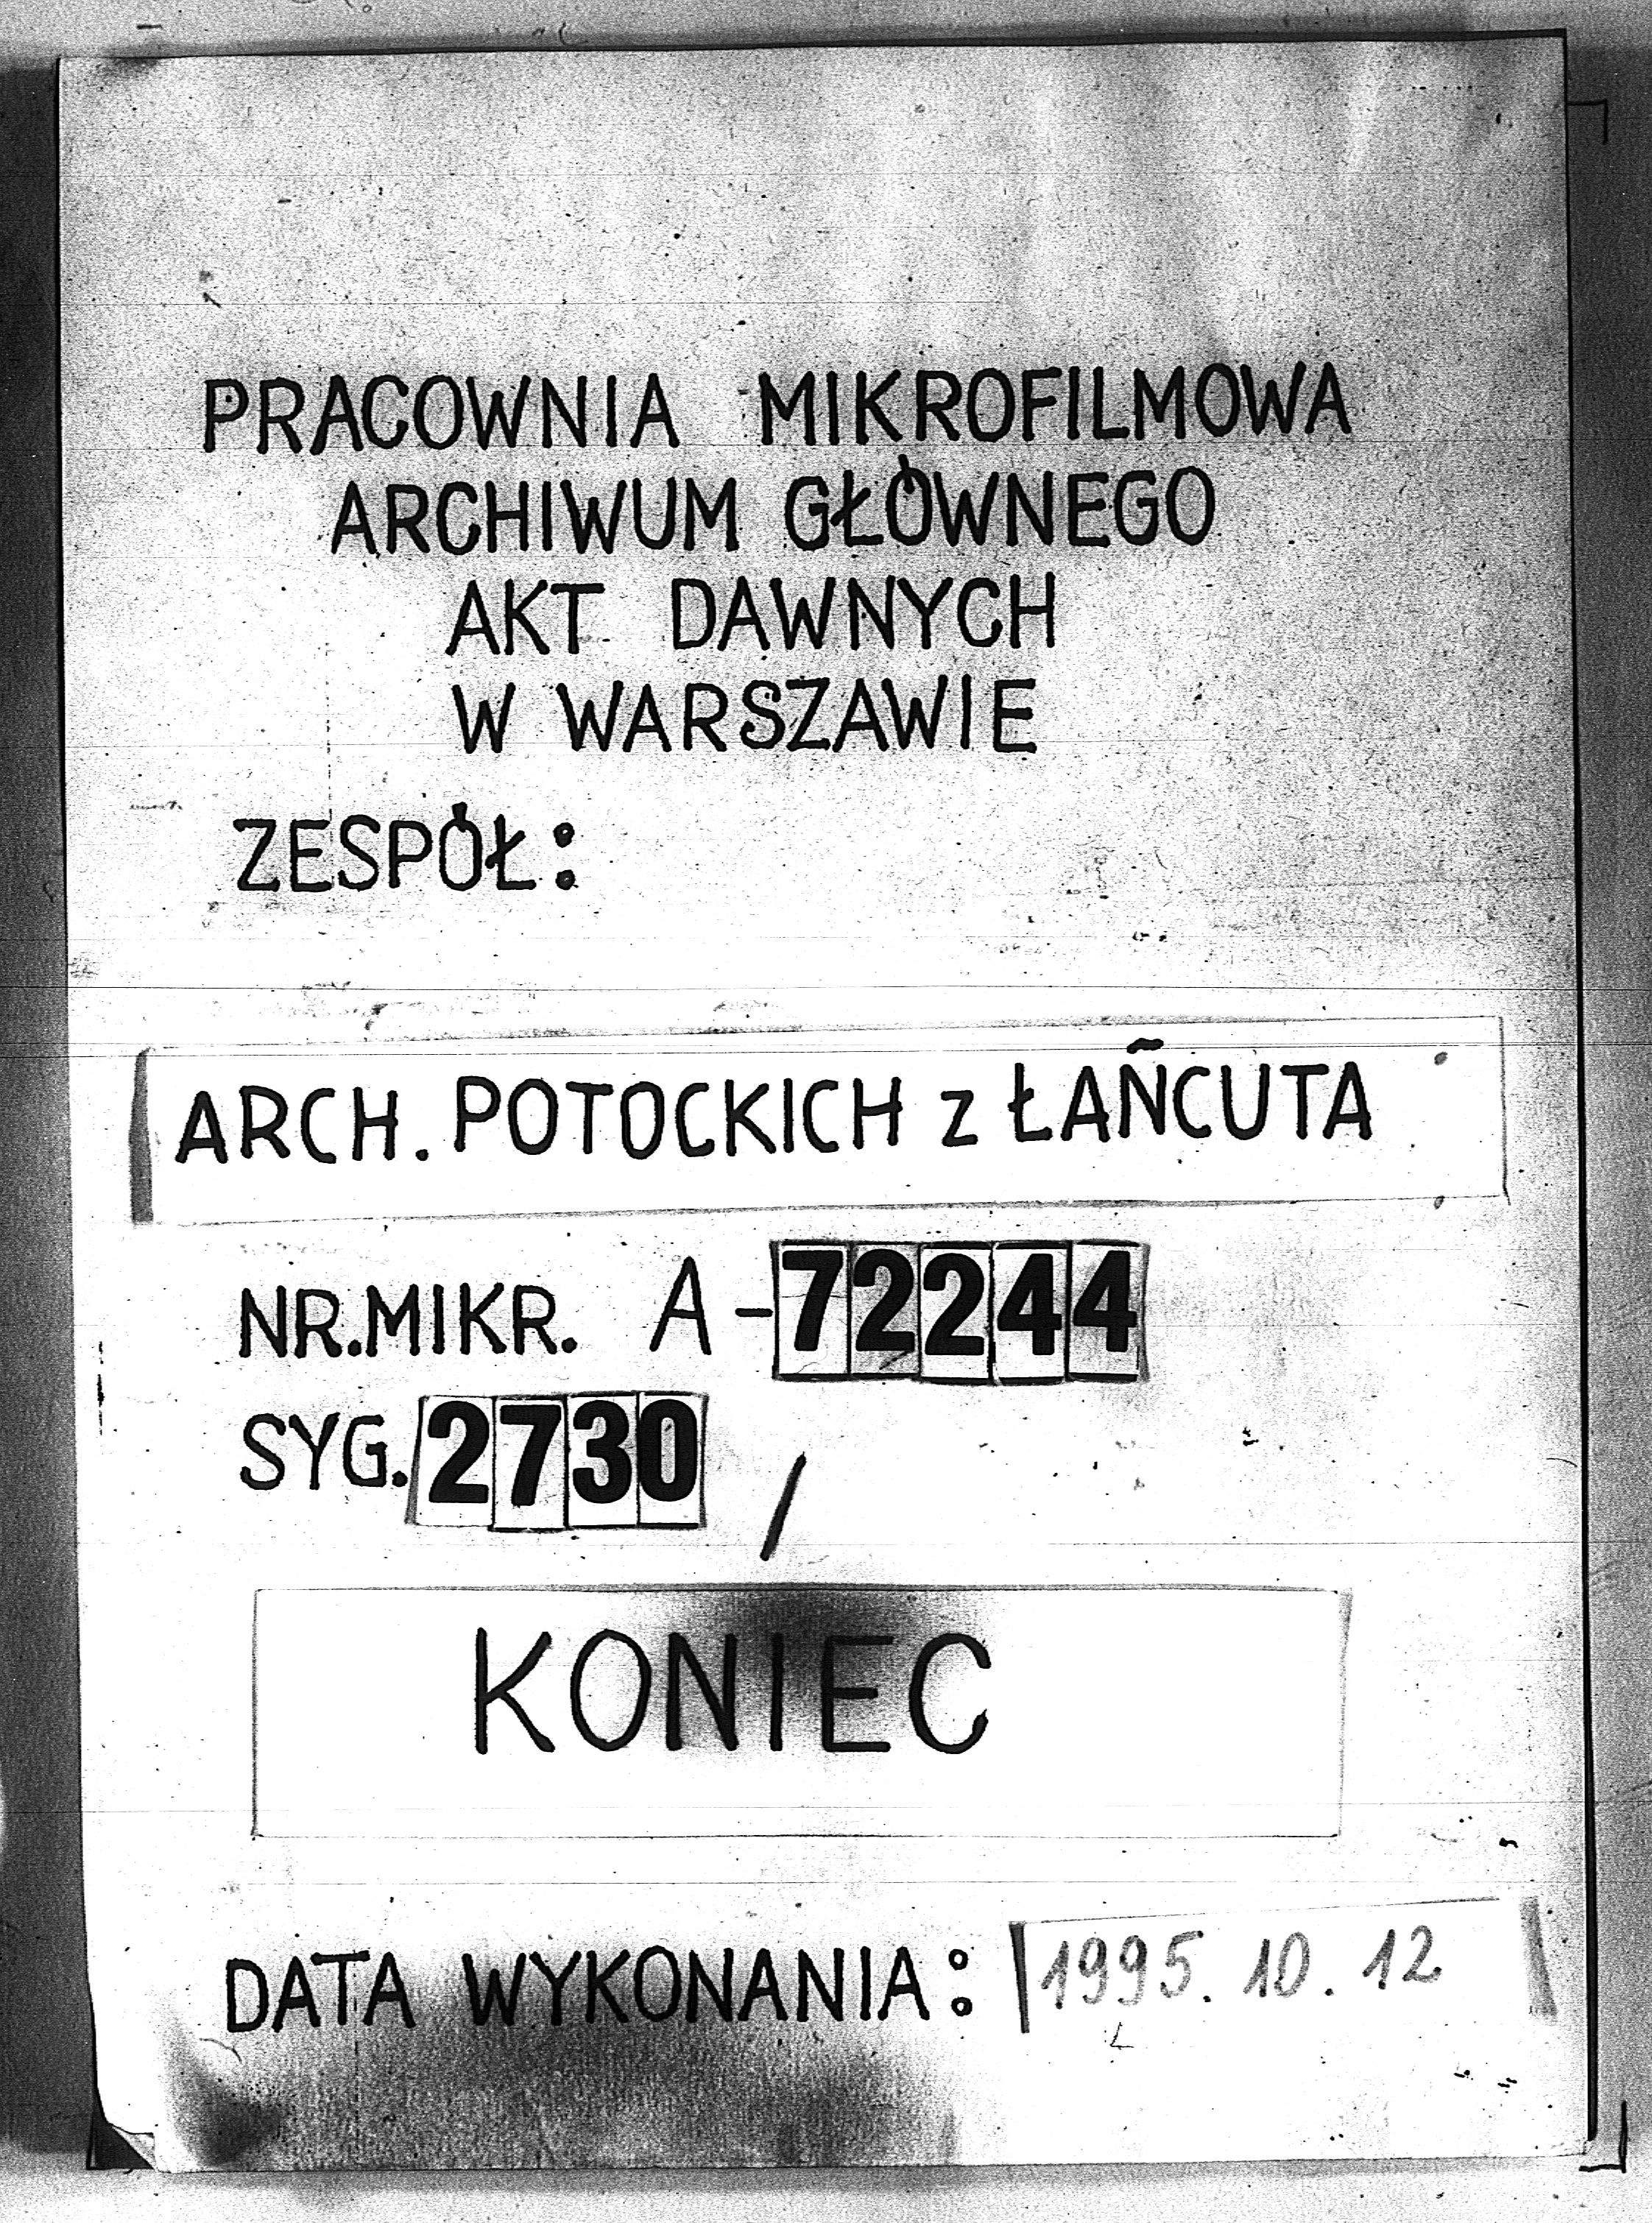 PRACOWNIA MIKROFILMOWA
ARCHIWUM GŁÓWNEGO
AKT DAWNYCH
W WARSZAWIE
ZESPÓŁ:
ARCH. POTOCKICH z ŁAŃCUTA
NR.MIKR. A-72244
SYG. 2730 /
KONIEC
DATA WYKONANIA: 1995.10.12